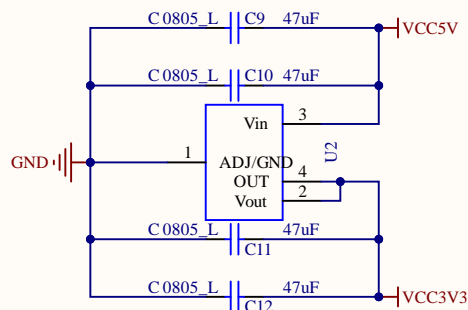 C 0805_L C9 47uF VCC5V
C 0805_L C10 47uF
Vin 3
U2
GND 1 ADJ/GND
OUT 4
Vout 2
C 0805_L C11 47uF
C 0805_L C12 47uF VCC3V3